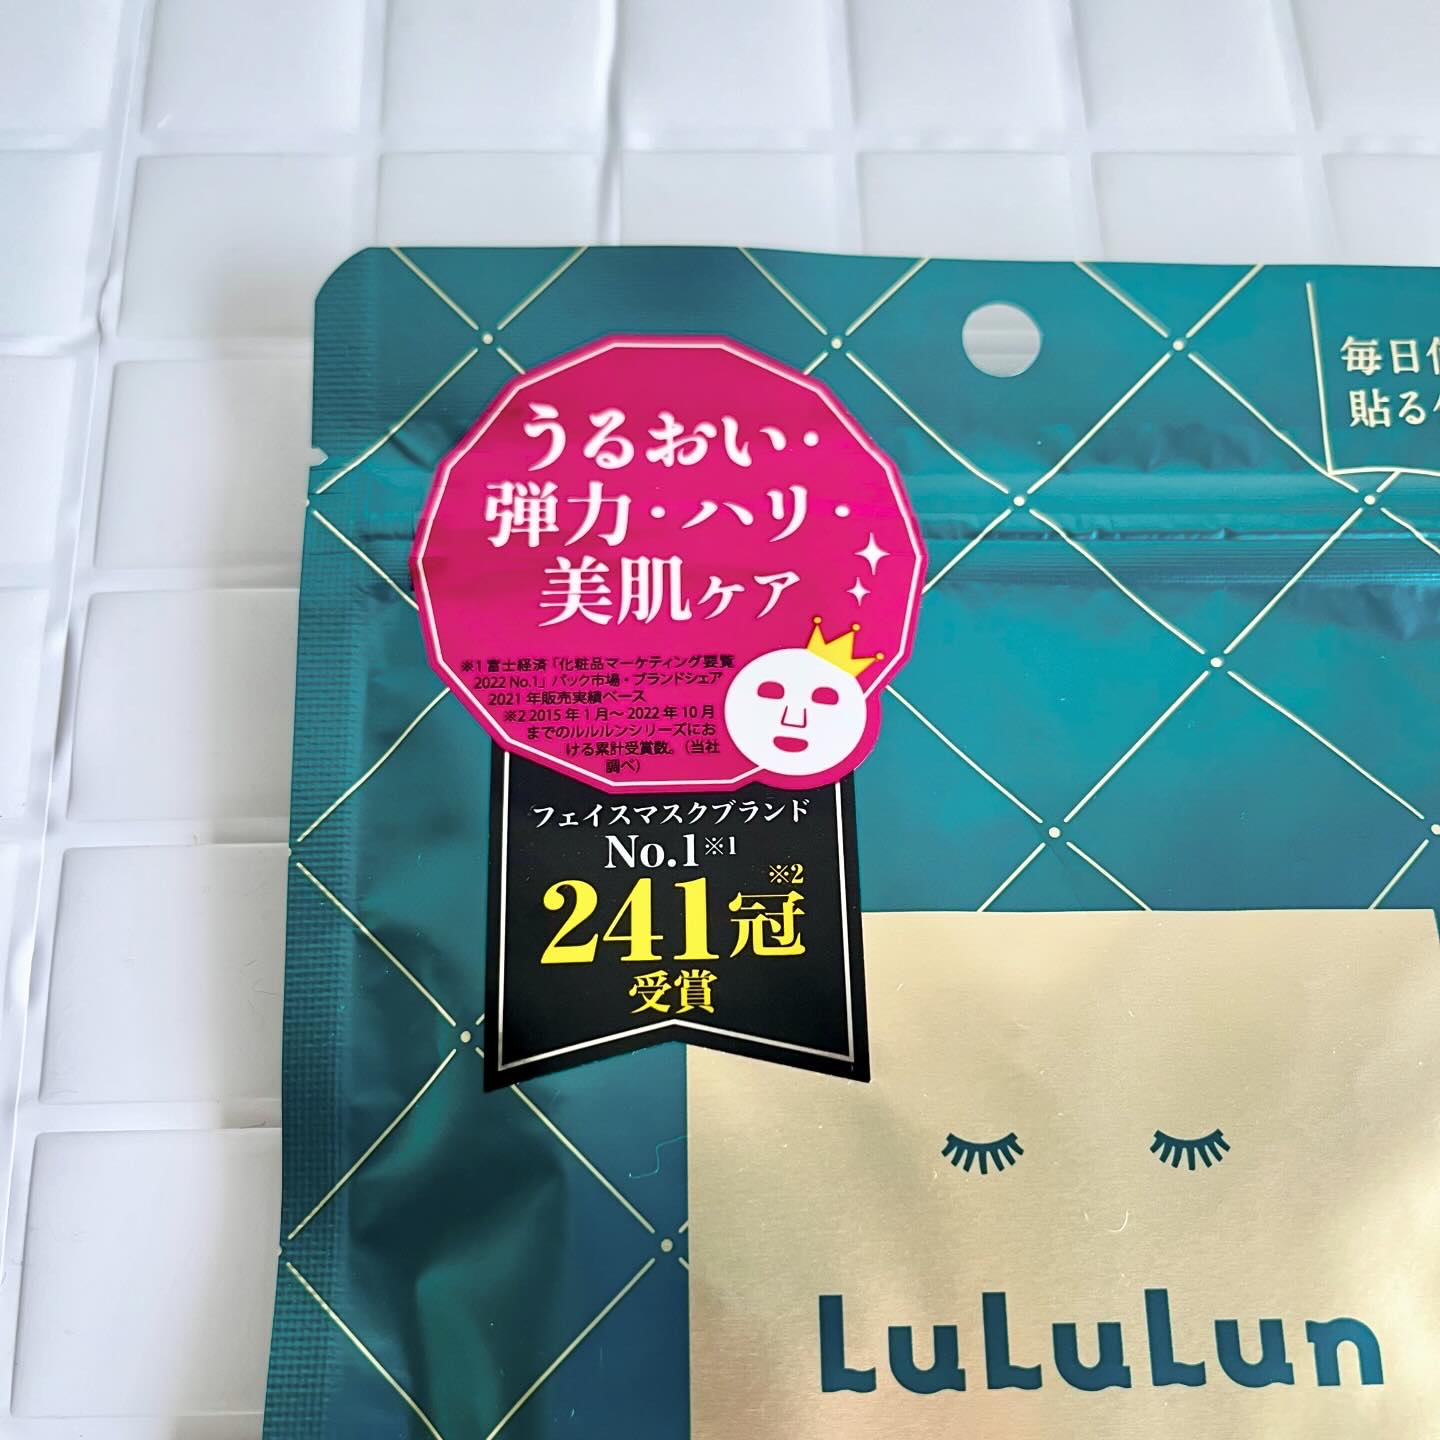 うるおい・
弾力・ハリ・
美肌ケア
※1 富士経済「化粧品マーケティング要覧
2022 No.1」パック市場・ブランドシェア
2021 年販売実績ベース
※2 2015 年 1 月〜 2022 年 10 月
までのルルルンシリーズにお
ける累計受賞数。（当社
調べ）
フェイスマスクブランド
No.1※1
241冠※2
受賞
毎日
貼る
LuLuLun